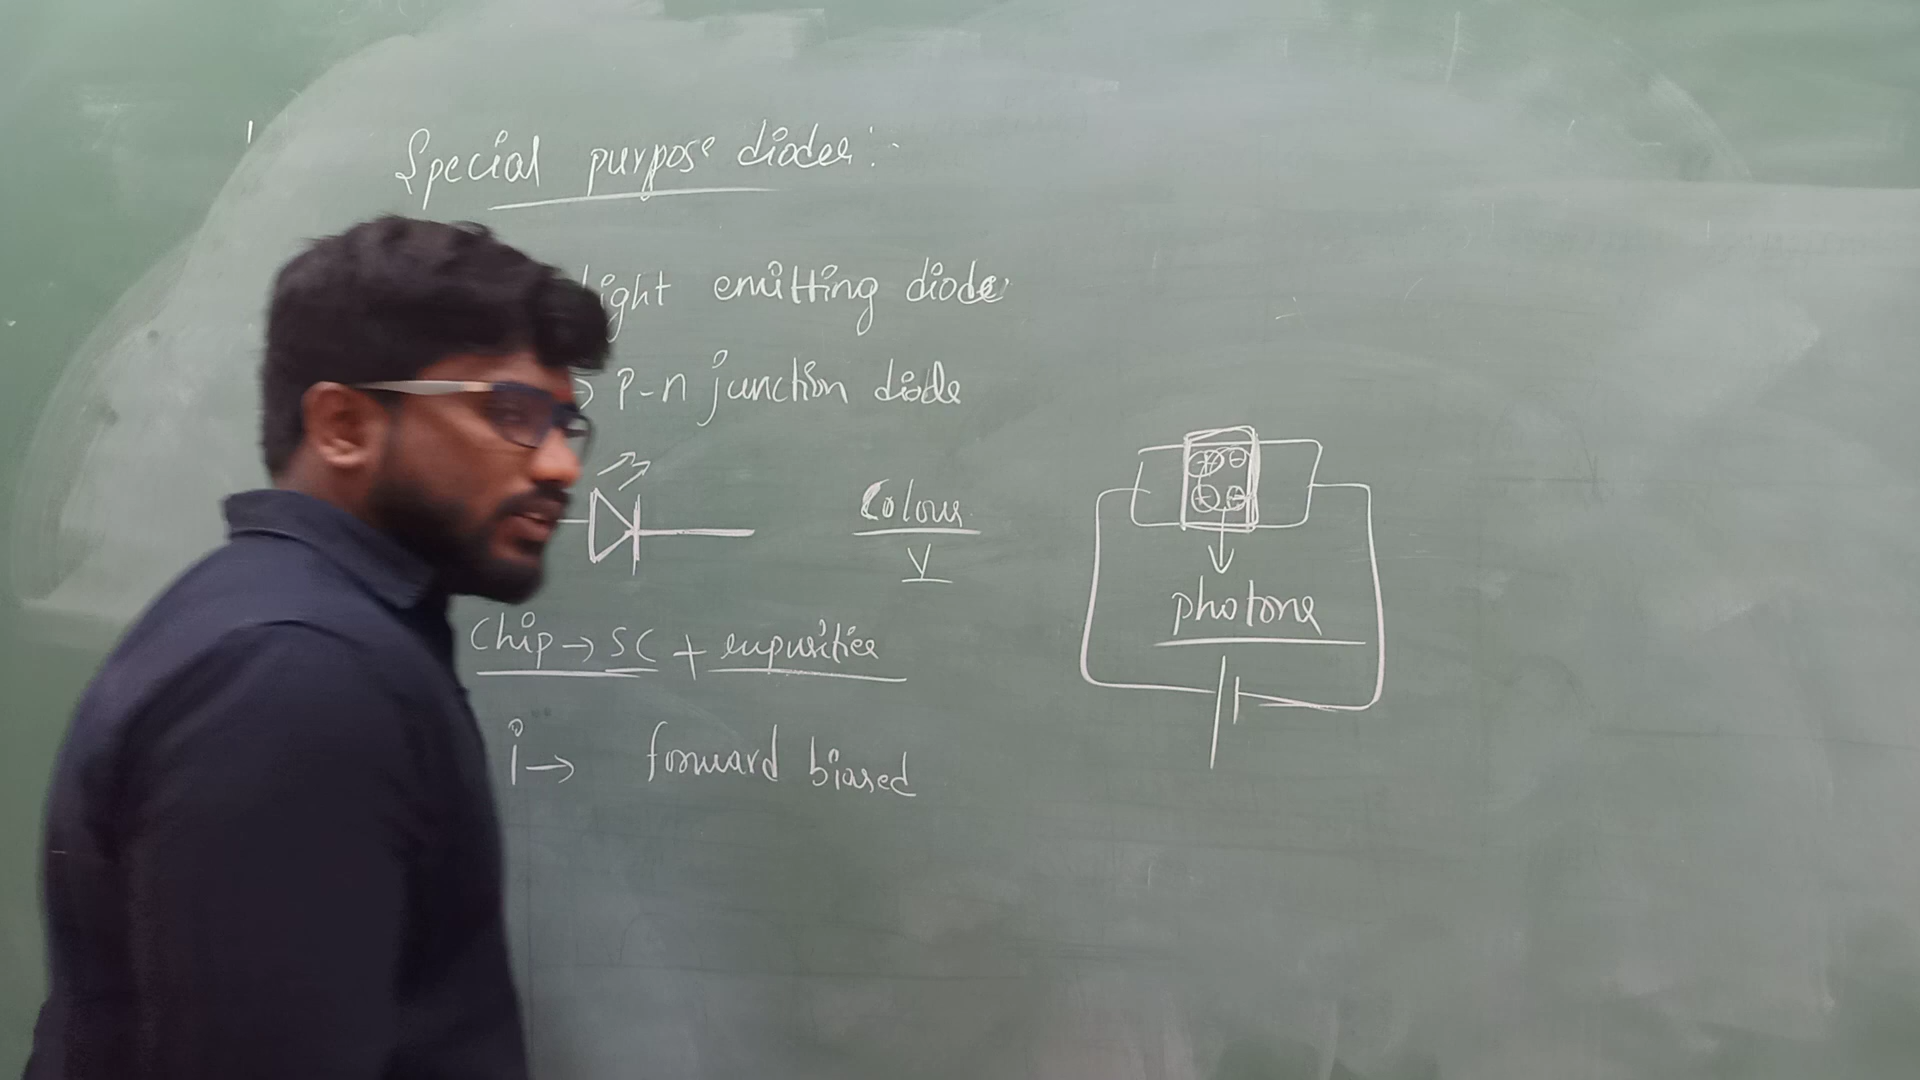 Special purpose diodes:-
Light emitting diode
→ P-n junction diode
Colour
V
photons
Chip → SC + impurities
i → forward biased